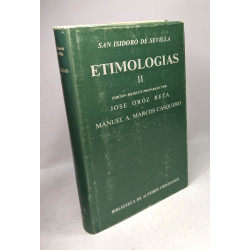 SAN ISIDORO DE SEVILLA
ETIMOLOGIAS
II
EDICION BILINGÜE PREPARADA POR
JOSE OROZ RETA
Y
MANUEL A. MARCOS CASQUERO
BIBLIOTECA DE AUTORES CRISTIANOS